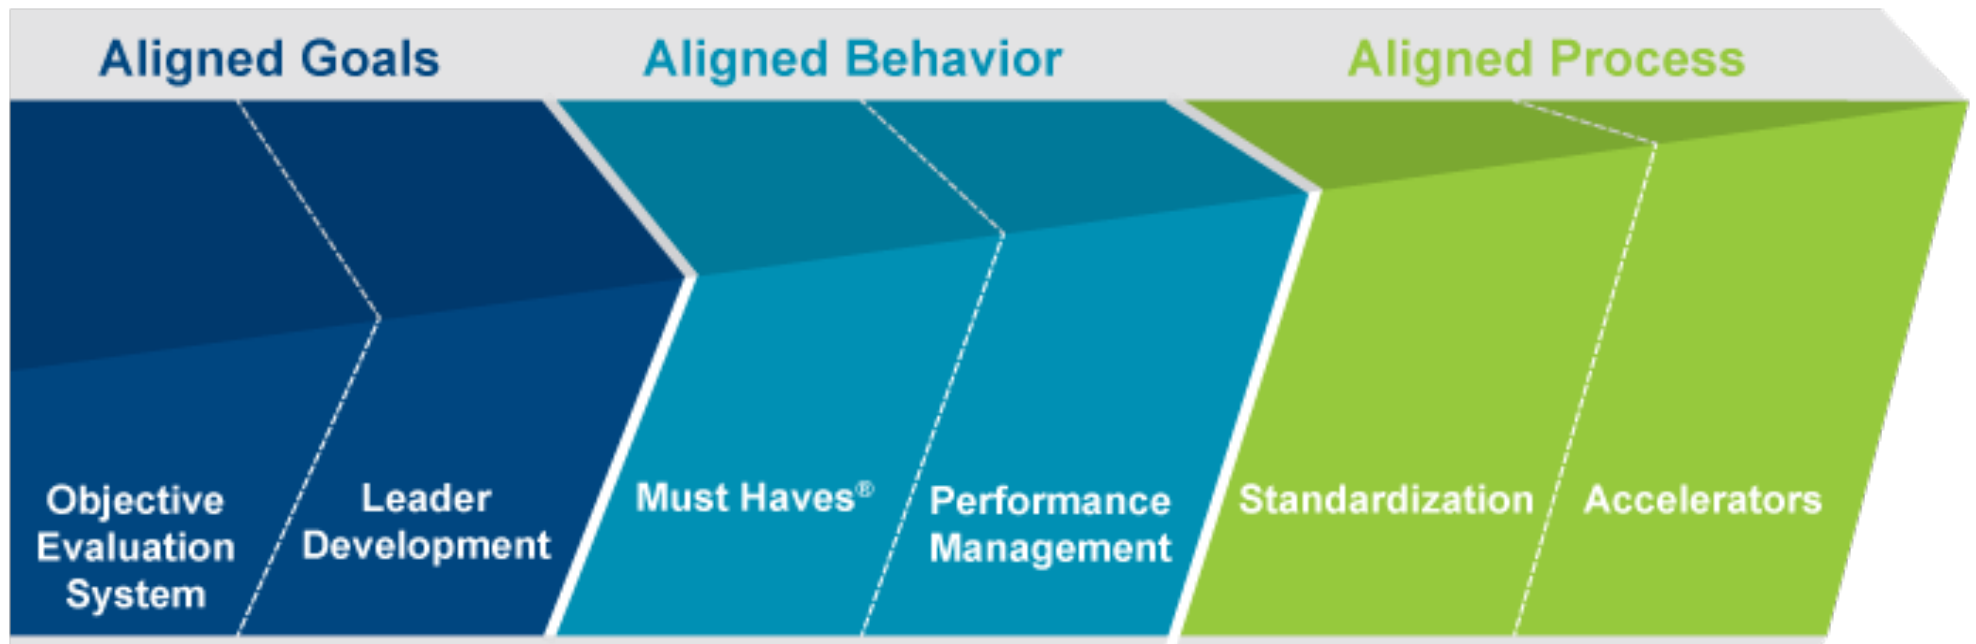 Aligned Goals
Aligned Behavior
Aligned Process
Objective
Evaluation
System
Leader
Development
Must Haves®
Performance
Management
Standardization
Accelerators